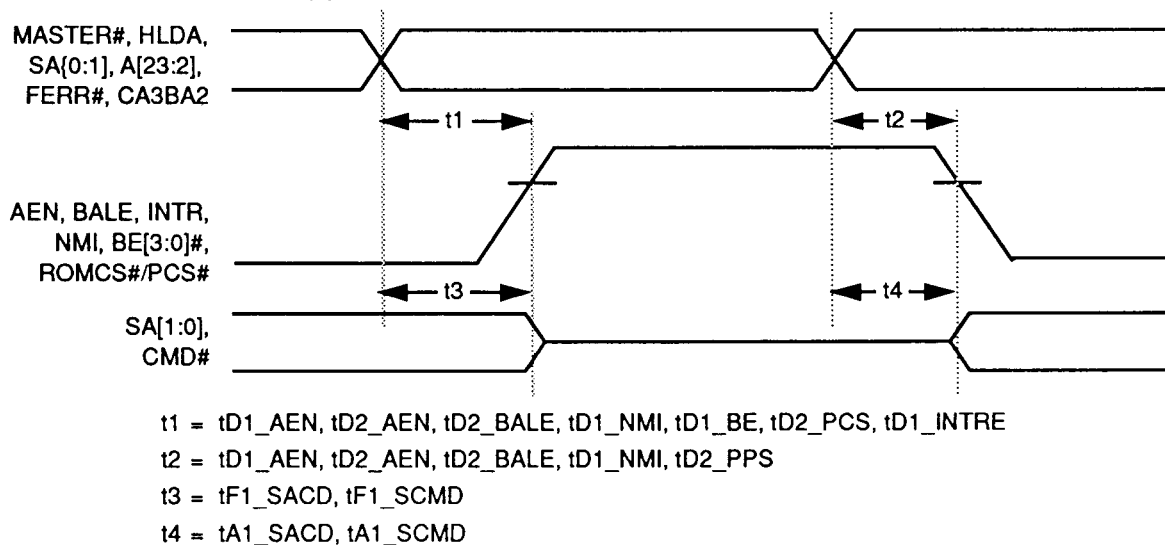 MASTER#, HLDA,
SA{0:1], A[23:2],
FERR#, CA3BA2
t1
t2
AEN, BALE, INTR,
NMI, BE[3:0]#,
ROMCS#/PCS#
t3
t4
SA[1:0],
CMD#
t1 = tD1_AEN, tD2_AEN, tD2_BALE, tD1_NMI, tD1_BE, tD2_PCS, tD1_INTRE
t2 = tD1_AEN, tD2_AEN, tD2_BALE, tD1_NMI, tD2_PPS
t3 = tF1_SACD, tF1_SCMD
t4 = tA1_SACD, tA1_SCMD